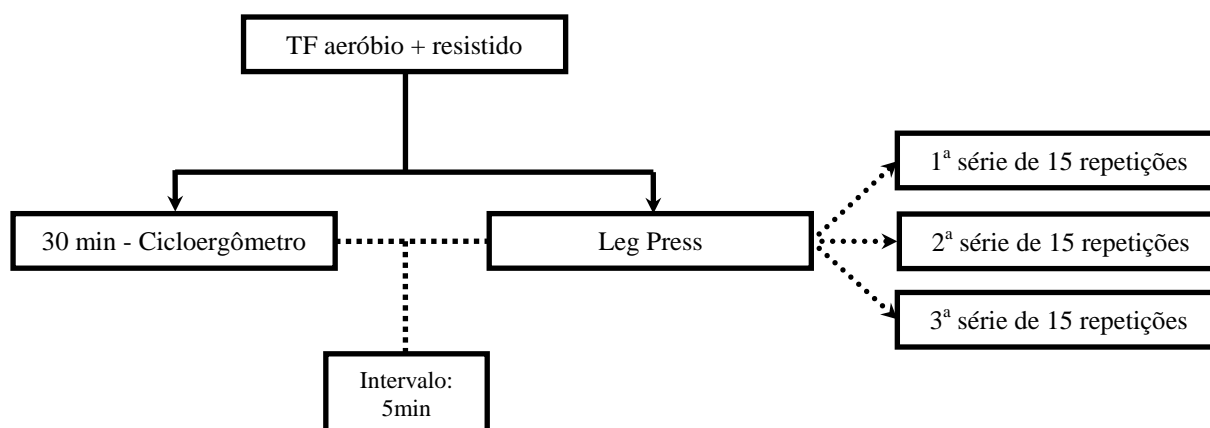 TF aeróbio + resistido
30 min - Cicloergômetro
Leg Press
1ª série de 15 repetições
2ª série de 15 repetições
3ª série de 15 repetições
Intervalo:
5min